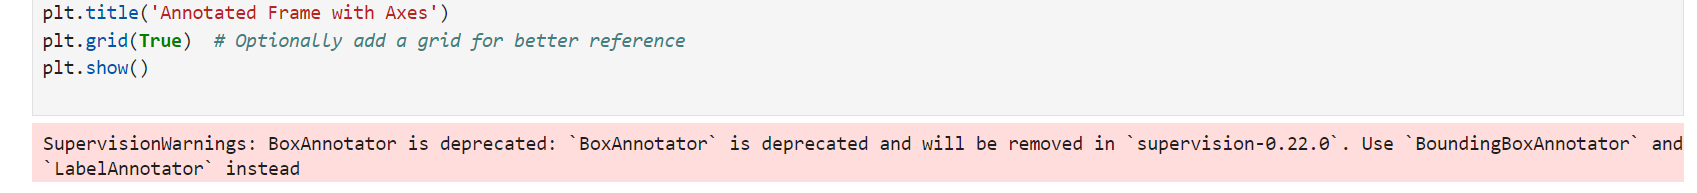 plt.title('Annotated Frame with Axes')
plt.grid(True)  # Optionally add a grid for better reference
plt.show()
SupervisionWarnings: BoxAnnotator is deprecated: `BoxAnnotator` is deprecated and will be removed in `supervision-0.22.0`. Use `BoundingBoxAnnotator` and
`LabelAnnotator` instead